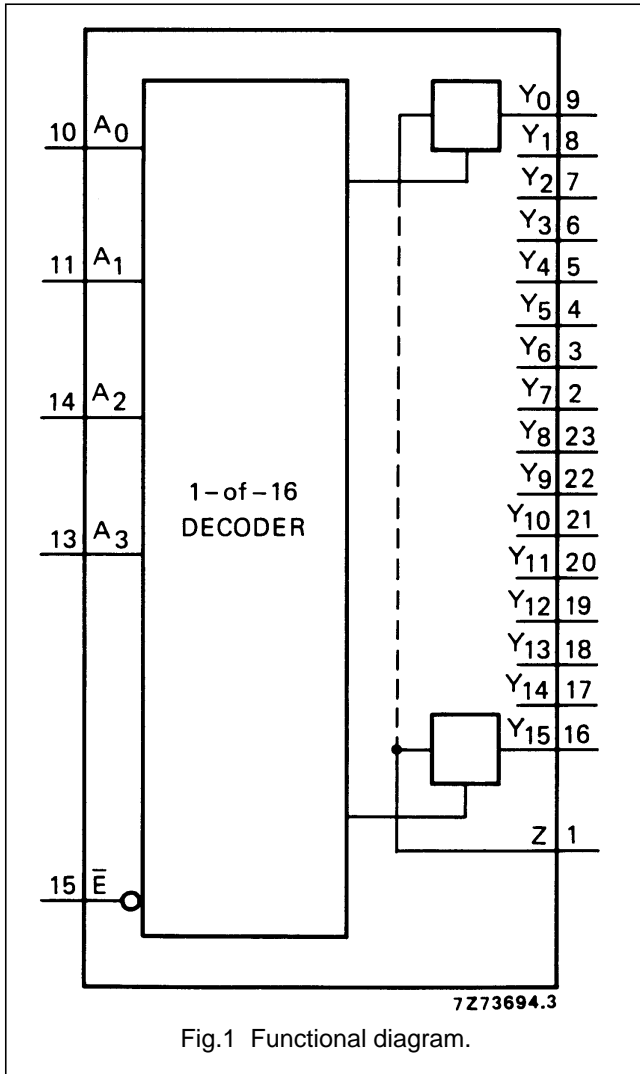 10 A0
11 A1
14 A2
13 A3
15 E̅
1-of-16
DECODER
Y0 9
Y1 8
Y2 7
Y3 6
Y4 5
Y5 4
Y6 3
Y7 2
Y8 23
Y9 22
Y10 21
Y11 20
Y12 19
Y13 18
Y14 17
Y15 16
Z 1
7Z73694.3
Fig.1 Functional diagram.